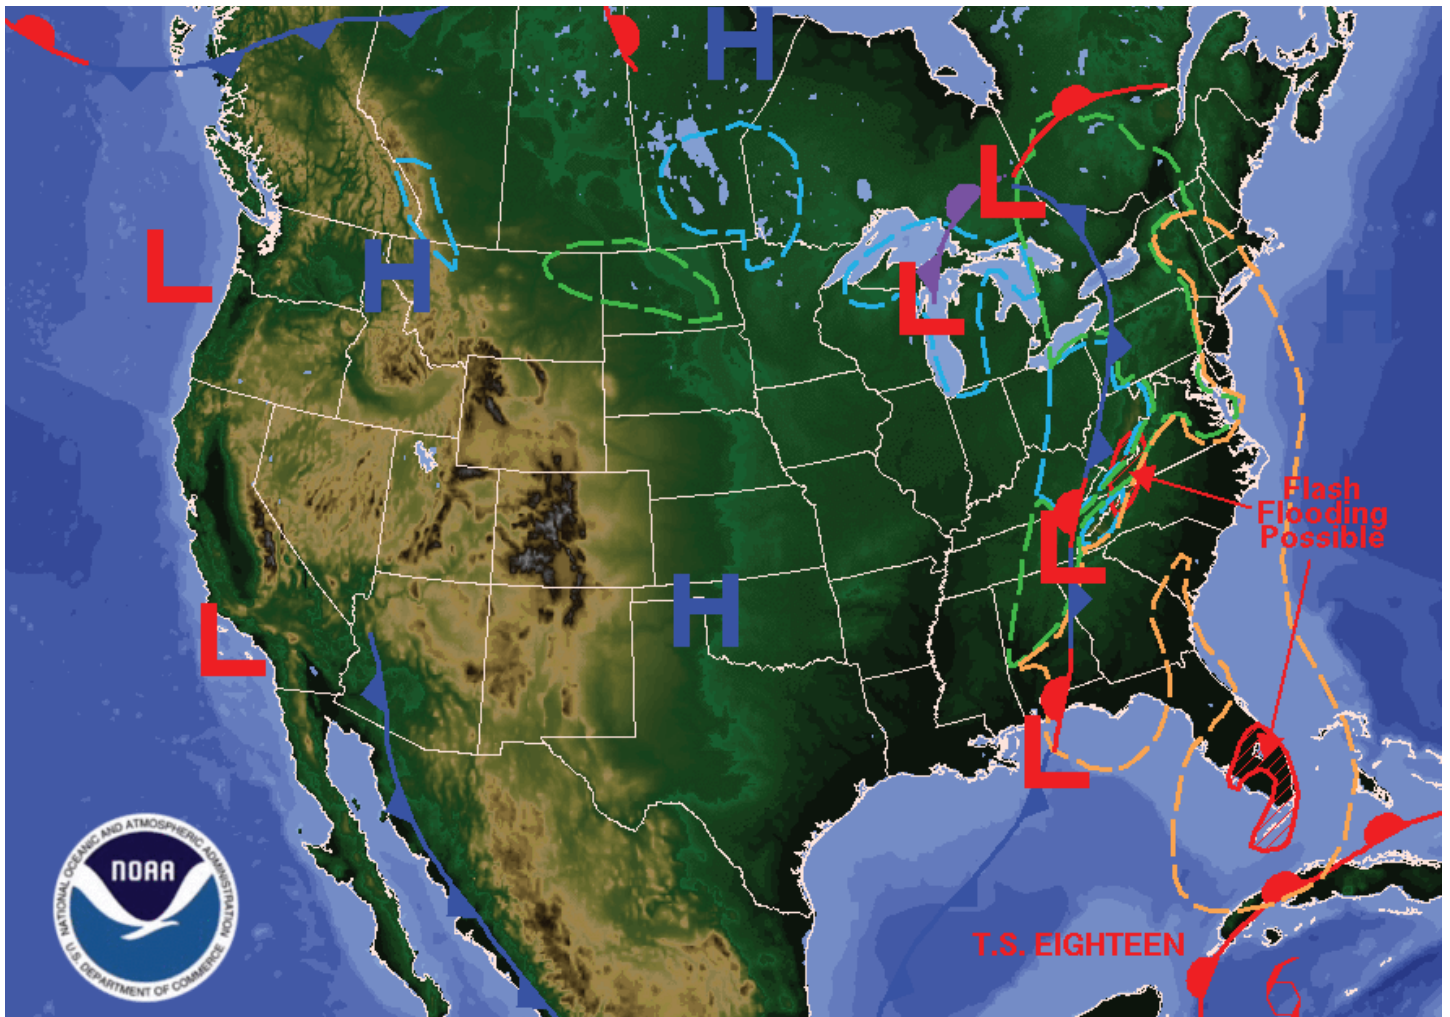 H
H
L
L
H
H
L
Flash
Flooding
Possible
L
H
L
L
NATIONAL OCEANIC AND ATMOSPHERIC ADMINISTRATION
NOAA
U.S. DEPARTMENT OF COMMERCE
T.S. EIGHTEEN